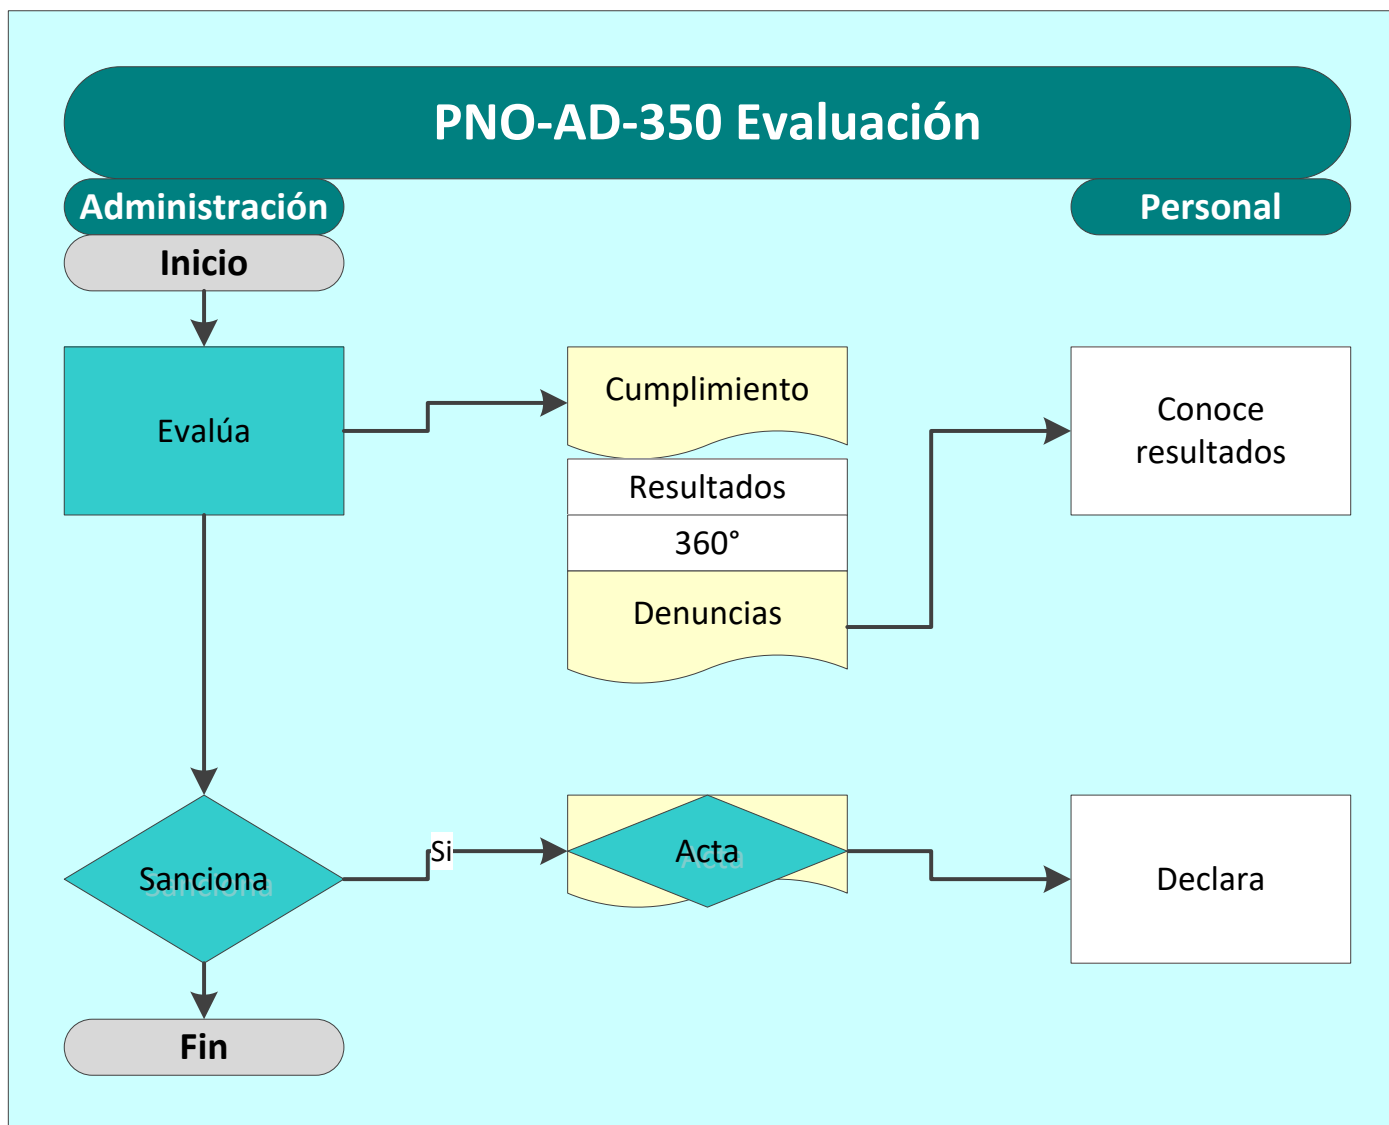 PNO-AD-350 Evaluación
Administración
Personal
Inicio
Evalúa
Cumplimiento
Resultados
360°
Denuncias
Conoce
resultados
Sanciona
Si
Acta
Declara
Fin